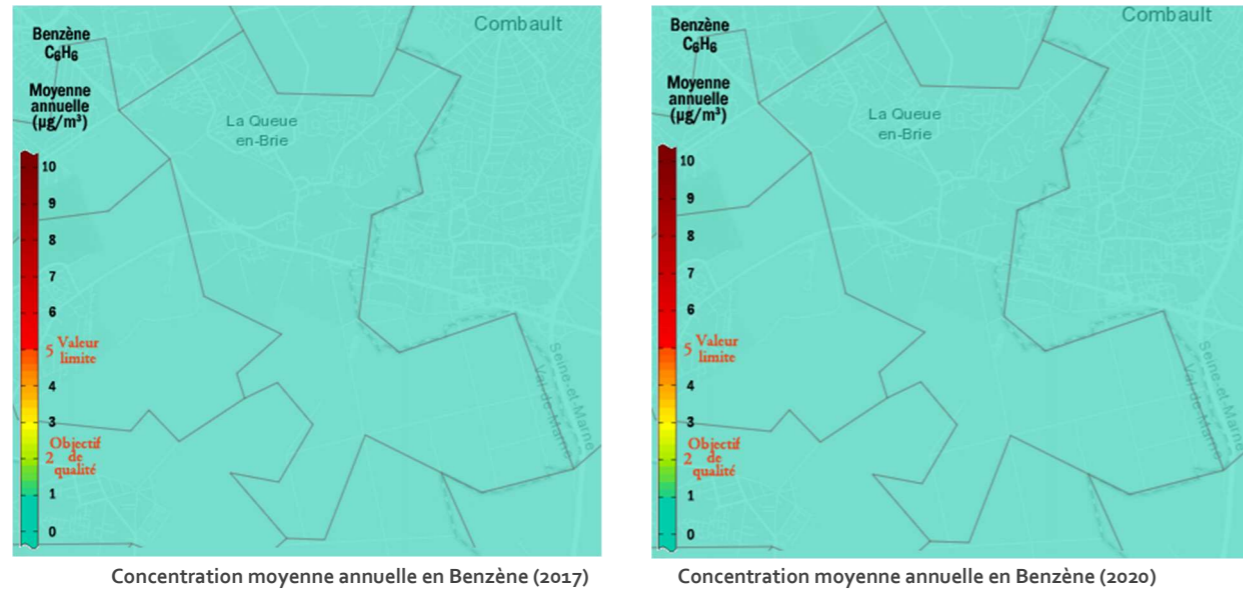 Benzène
C₆H₆
Moyenne
annuelle
(µg/m³)
10
9
8
7
6
5 Valeur
limite
4
3
Objectif
2 de
qualité
1
0
Combault
La Queue
en-Brie
Seine-et-Marne
Val-de-Marne
Concentration moyenne annuelle en Benzène (2017)
Benzène
C₆H₆
Moyenne
annuelle
(µg/m³)
10
9
8
7
6
5 Valeur
limite
4
3
Objectif
2 de
qualité
1
0
Combault
La Queue
en-Brie
Seine-et-Marne
Val-de-Marne
Concentration moyenne annuelle en Benzène (2020)